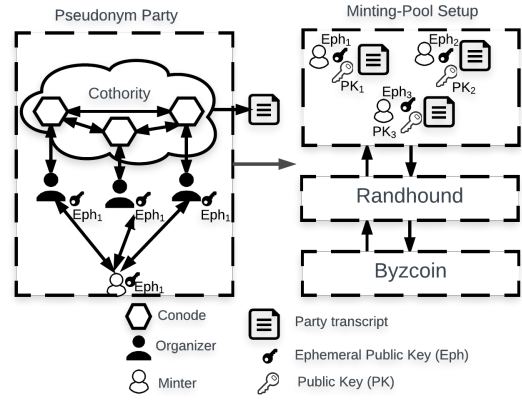 Pseudonym Party
Minting-Pool Setup
Cothority
Eph1
Eph2
PK1
PK2
Eph3
PK3
Eph1
Eph1
Eph1
Randhound
Eph1
Byzcoin
Conode
Party transcript
Organizer
Ephemeral Public Key (Eph)
Minter
Public Key (PK)